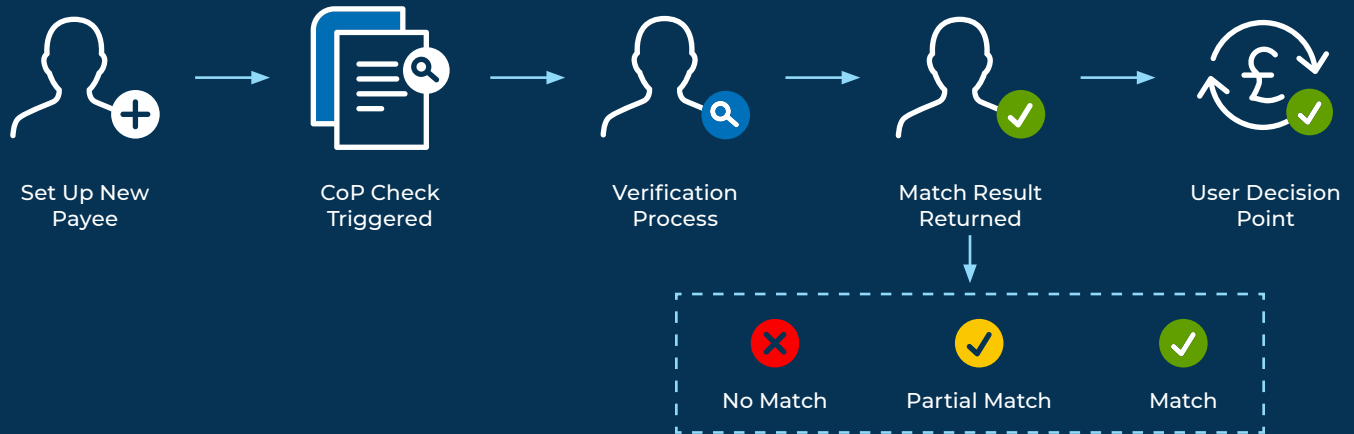 Set Up New
Payee
CoP Check
Triggered
Verification
Process
Match Result
Returned
User Decision
Point
£
No Match
Partial Match
Match